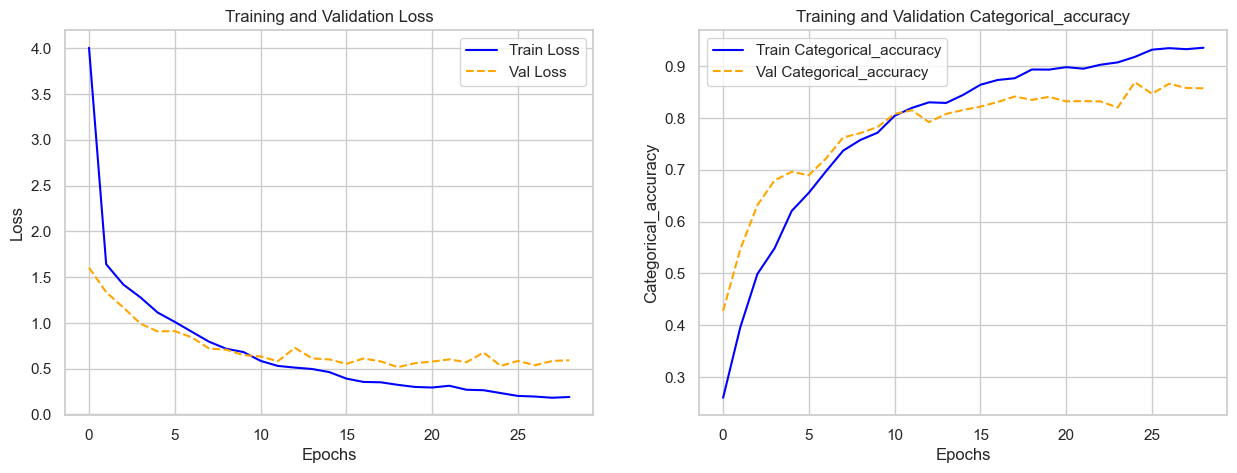 Training and Validation Loss
Train Loss
Val Loss
4.0
3.5
3.0
2.5
2.0
1.5
1.0
0.5
0.0
Loss
0 5 10 15 20 25
Epochs
Training and Validation Categorical_accuracy
Train Categorical_accuracy
Val Categorical_accuracy
0.9
0.8
0.7
0.6
0.5
0.4
0.3
Categorical_accuracy
0 5 10 15 20 25
Epochs